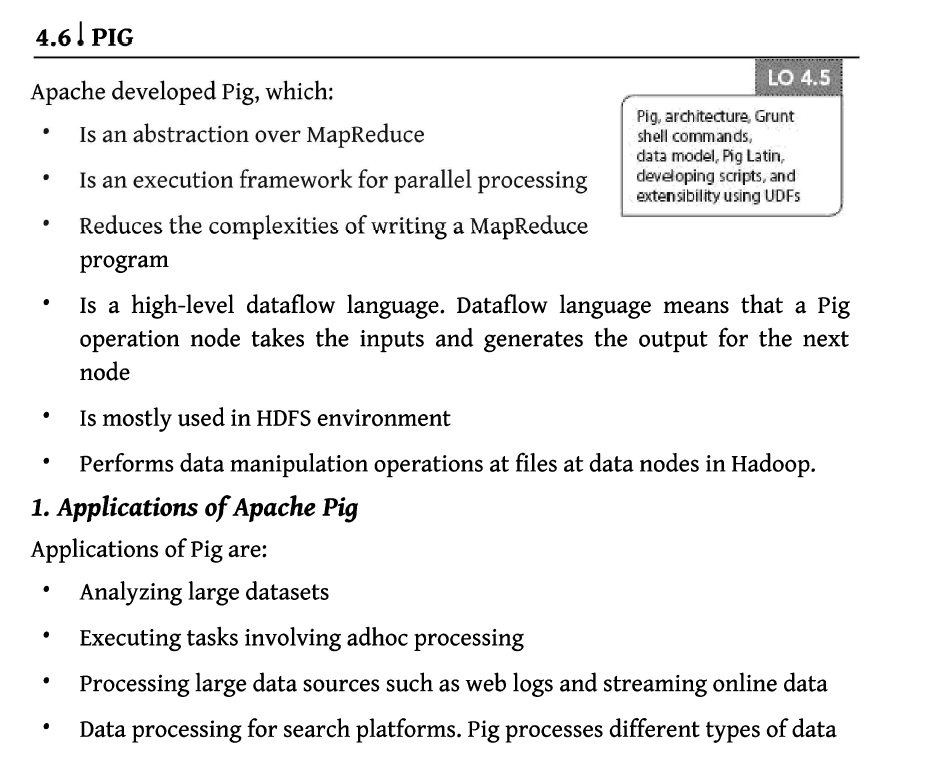 4.6 PIG
LO 4.5
Pig, architecture, Grunt
shell commands,
data model, Pig Latin,
developing scripts, and
extensibility using UDFs
Apache developed Pig, which:
• Is an abstraction over MapReduce
• Is an execution framework for parallel processing
• Reduces the complexities of writing a MapReduce
program
• Is a high-level dataflow language. Dataflow language means that a Pig
operation node takes the inputs and generates the output for the next
node
• Is mostly used in HDFS environment
• Performs data manipulation operations at files at data nodes in Hadoop.
1. Applications of Apache Pig
Applications of Pig are:
• Analyzing large datasets
• Executing tasks involving adhoc processing
• Processing large data sources such as web logs and streaming online data
• Data processing for search platforms. Pig processes different types of data